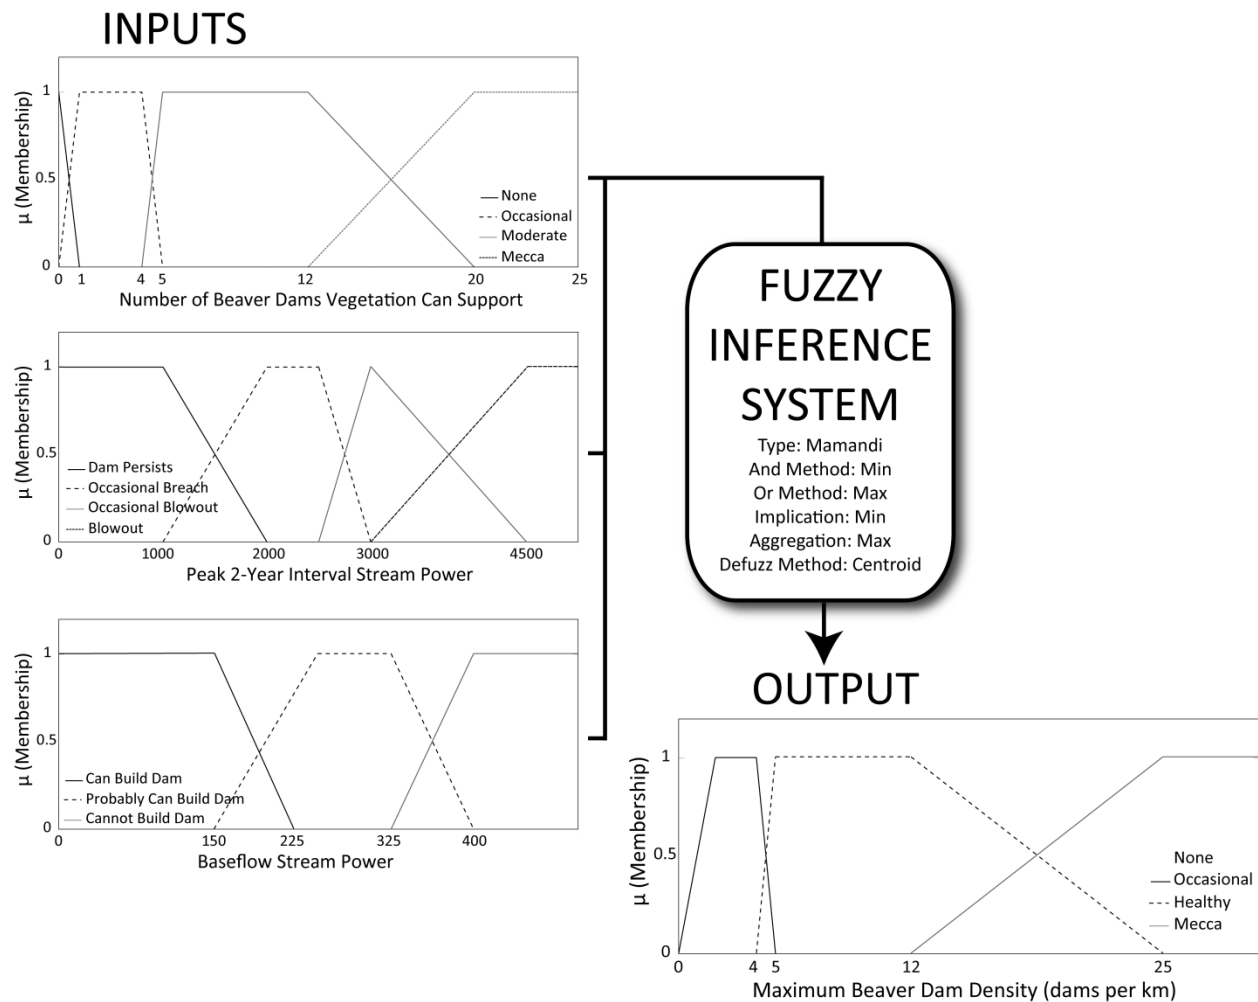 INPUTS
μ (Membership)
1
0.5
0
None
Occasional
Moderate
Mecca
0 1 4 5 12 20 25
Number of Beaver Dams Vegetation Can Support
μ (Membership)
1
0.5
0
Dam Persists
Occasional Breach
Occasional Blowout
Blowout
0 1000 2000 3000 4500
Peak 2-Year Interval Stream Power
μ (Membership)
1
0.5
0
Can Build Dam
Probably Can Build Dam
Cannot Build Dam
0 150 225 325 400
Baseflow Stream Power
FUZZY
INFERENCE
SYSTEM
Type: Mamandi
And Method: Min
Or Method: Max
Implication: Min
Aggregation: Max
Defuzz Method: Centroid
OUTPUT
μ (Membership)
1
0.5
0
None
Occasional
Healthy
Mecca
0 4 5 12 25
Maximum Beaver Dam Density (dams per km)